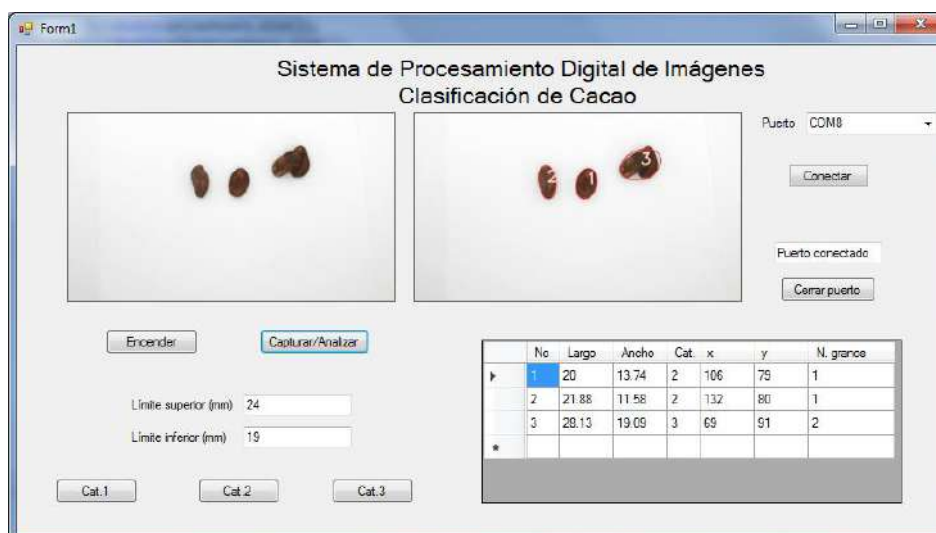 Form1
Sistema de Procesamiento Digital de Imágenes
Clasificación de Cacao
Puerto COM8
2 1 3
Conectar
Puerto conectado
Cerrar puerto
Encender Capturar/Analizar
No Largo Ancho Cat. x y N. granos
1 20 13.74 2 106 79 1
2 21.88 11.58 2 132 80 1
3 28.13 19.09 3 69 91 2
Límite superior (mm) 24
Límite inferior (mm) 19
Cat.1 Cat.2 Cat.3